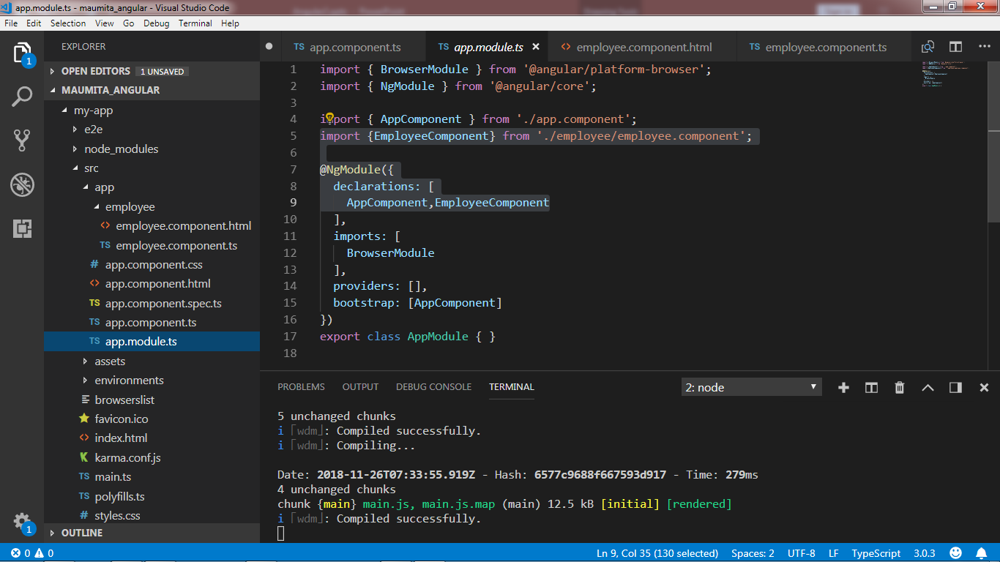 app.module.ts - maumita_angular - Visual Studio Code
File Edit Selection View Go Debug Terminal Help
EXPLORER
OPEN EDITORS 1 UNSAVED
MAUMITA_ANGULAR
my-app
e2e
node_modules
src
app
employee
<> employee.component.html
TS employee.component.ts
# app.component.css
<> app.component.html
TS app.component.spec.ts
TS app.component.ts
TS app.module.ts
assets
environments
browserslist
favicon.ico
<> index.html
karma.conf.js
TS main.ts
TS polyfills.ts
# styles.css
OUTLINE
1
1
TS app.component.ts TS app.module.ts <> employee.component.html TS employee.component.ts
1 import { BrowserModule } from '@angular/platform-browser';
2 import { NgModule } from '@angular/core';
3
4 import { AppComponent } from './app.component';
5 import {EmployeeComponent} from './employee/employee.component';
6
7 @NgModule({
8 declarations: [
9 AppComponent,EmployeeComponent
10 ],
11 imports: [
12 BrowserModule
13 ],
14 providers: [],
15 bootstrap: [AppComponent]
16 })
17 export class AppModule { }
18
PROBLEMS OUTPUT DEBUG CONSOLE TERMINAL 2: node
5 unchanged chunks
i ｢wdm｣: Compiled successfully.
i ｢wdm｣: Compiling...
Date: 2018-11-26T07:33:55.919Z - Hash: 6577c9688f667593d917 - Time: 279ms
4 unchanged chunks
chunk {main} main.js, main.js.map (main) 12.5 kB [initial] [rendered]
i ｢wdm｣: Compiled successfully.
0 0 Ln 9, Col 35 (130 selected) Spaces: 2 UTF-8 LF TypeScript 3.0.3